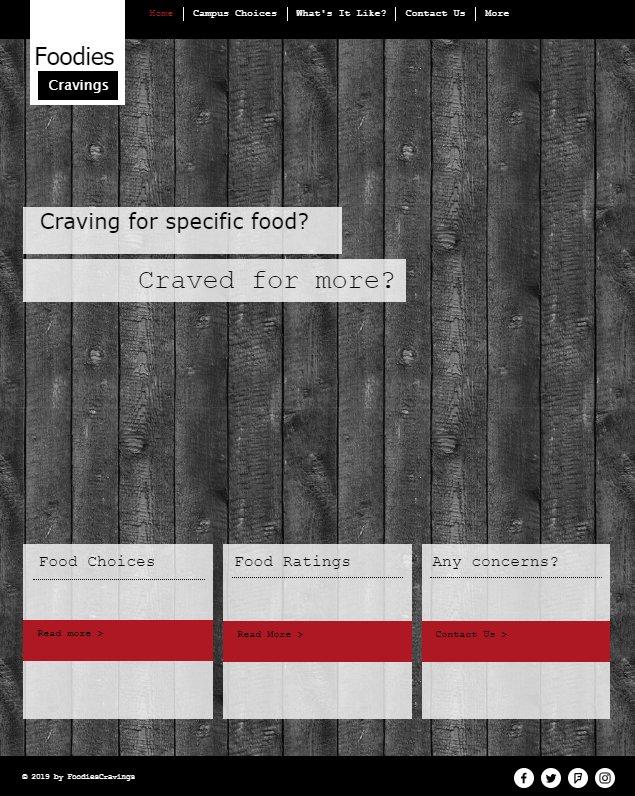 Home Campus Choices What's It Like? Contact Us More
Foodies
Cravings
Craving for specific food?
Craved for more?
Food Choices
Read more >
Food Ratings
Read More >
Any concerns?
Contact Us >
© 2019 by FoodiesCravings